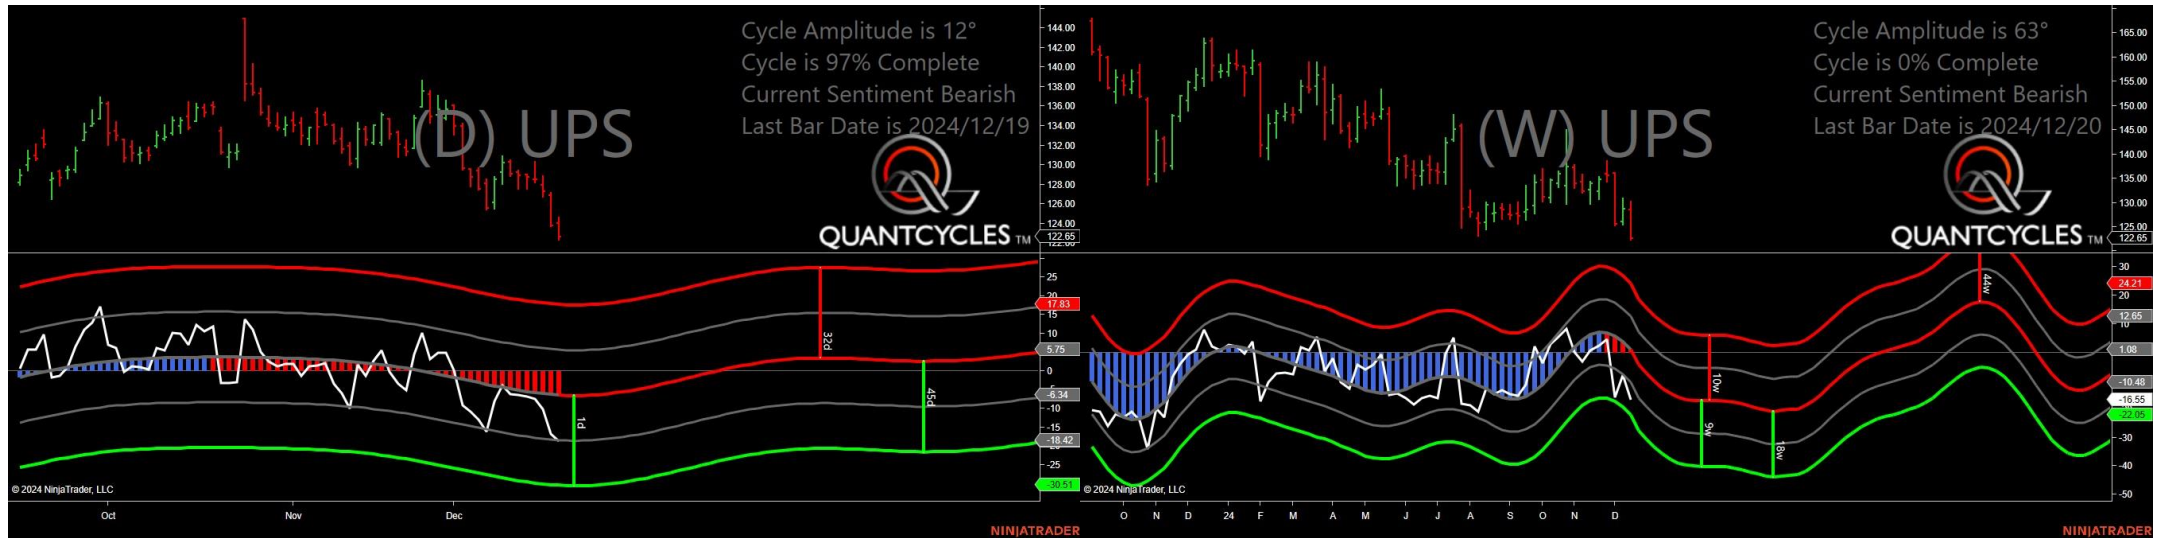 Cycle Amplitude is 12°
Cycle is 97% Complete
Current Sentiment Bearish
Last Bar Date is 2024/12/19
(D) UPS
QUANTCYCLES TM
144.00
142.00
140.00
138.00
136.00
134.00
132.00
130.00
128.00
126.00
124.00
122.65
122.00
25
20
17.83
15
10
5.75
0
-6.34
-10
-15
-18.42
-25
-30.51
32d
1d
45d
© 2024 NinjaTrader, LLC
Oct
Nov
Dec
NINJATRADER
Cycle Amplitude is 63°
Cycle is 0% Complete
Current Sentiment Bearish
Last Bar Date is 2024/12/20
(W) UPS
QUANTCYCLES TM
165.00
160.00
155.00
150.00
145.00
140.00
135.00
130.00
125.00
122.65
30
24.21
20
12.65
10
1.08
-10.48
-16.55
-22.05
-30
-40
-50
44w
10w
9w
18w
© 2024 NinjaTrader, LLC
O N D 24 F M A M J J A S O N D
NINJATRADER